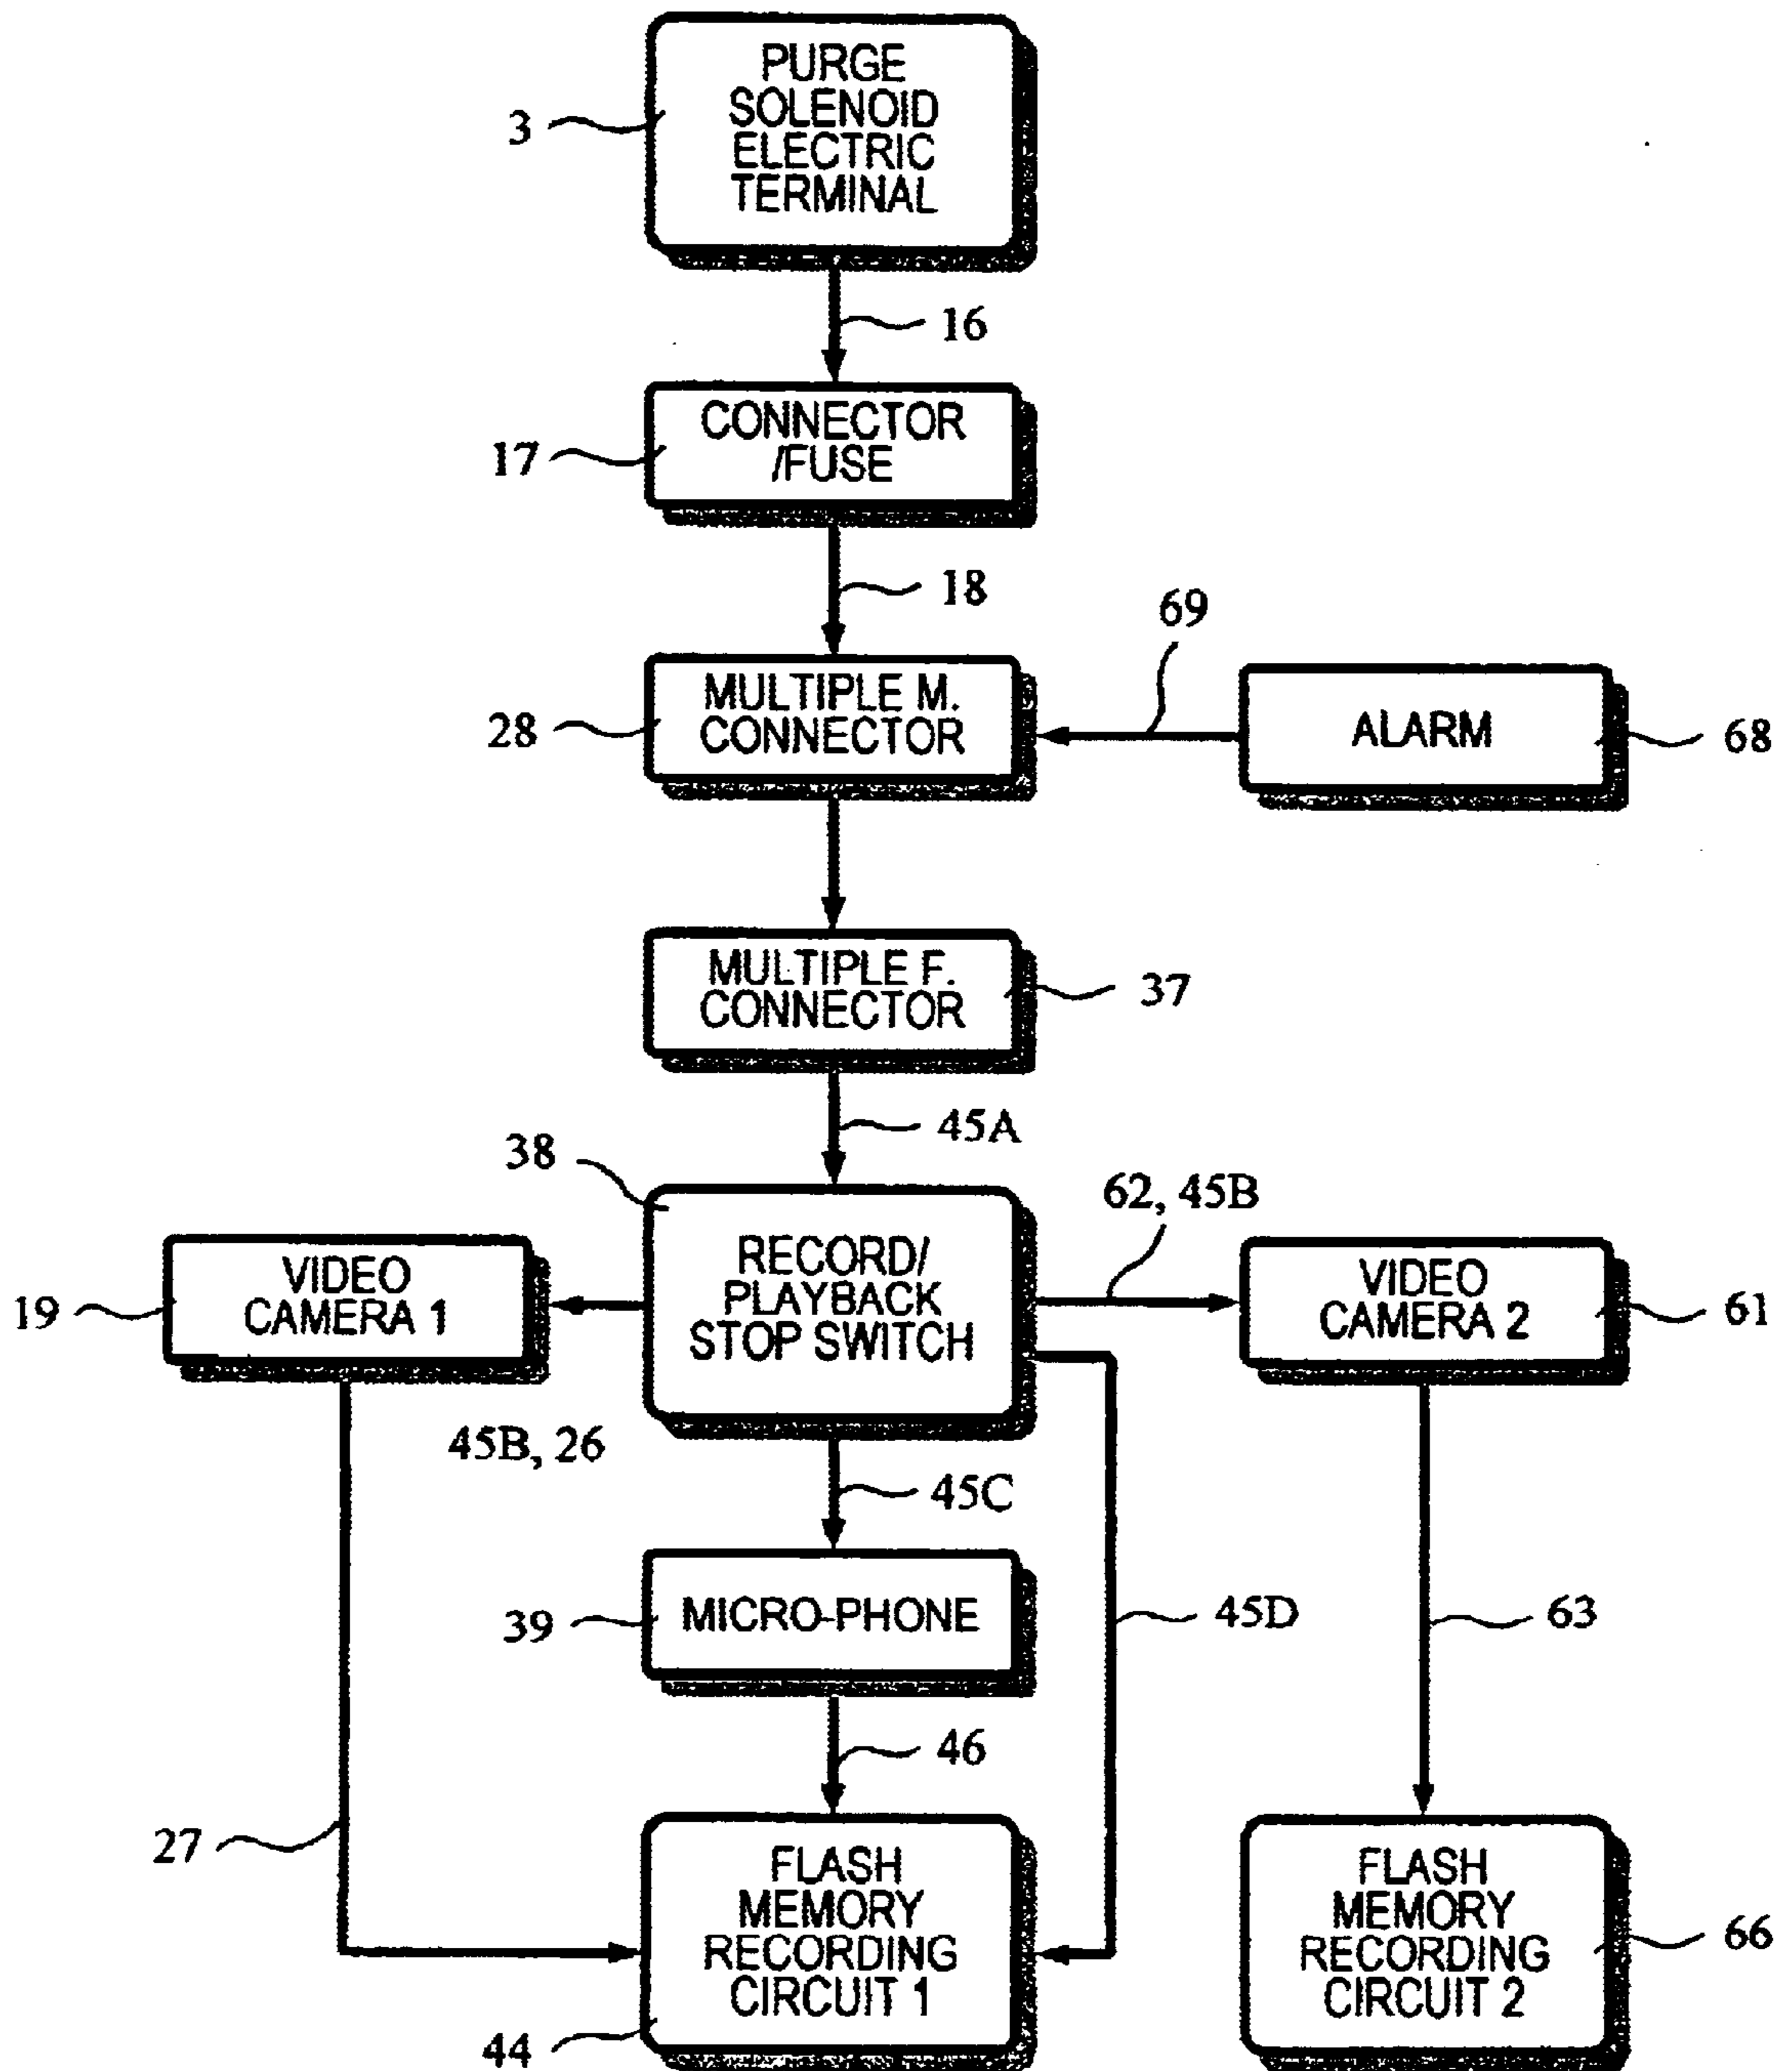 PURGE
SOLENOID
ELECTRIC
TERMINAL
3
16
CONNECTOR
/FUSE
17
18
69
MULTIPLE M.
CONNECTOR
28
ALARM
68
MULTIPLE F.
CONNECTOR
37
45A
38
62, 45B
RECORD/
PLAYBACK
STOP SWITCH
VIDEO
CAMERA 1
19
VIDEO
CAMERA 2
61
45B, 26
45C
MICRO-PHONE
39
45D
63
46
27
FLASH
MEMORY
RECORDING
CIRCUIT 1
44
FLASH
MEMORY
RECORDING
CIRCUIT 2
66